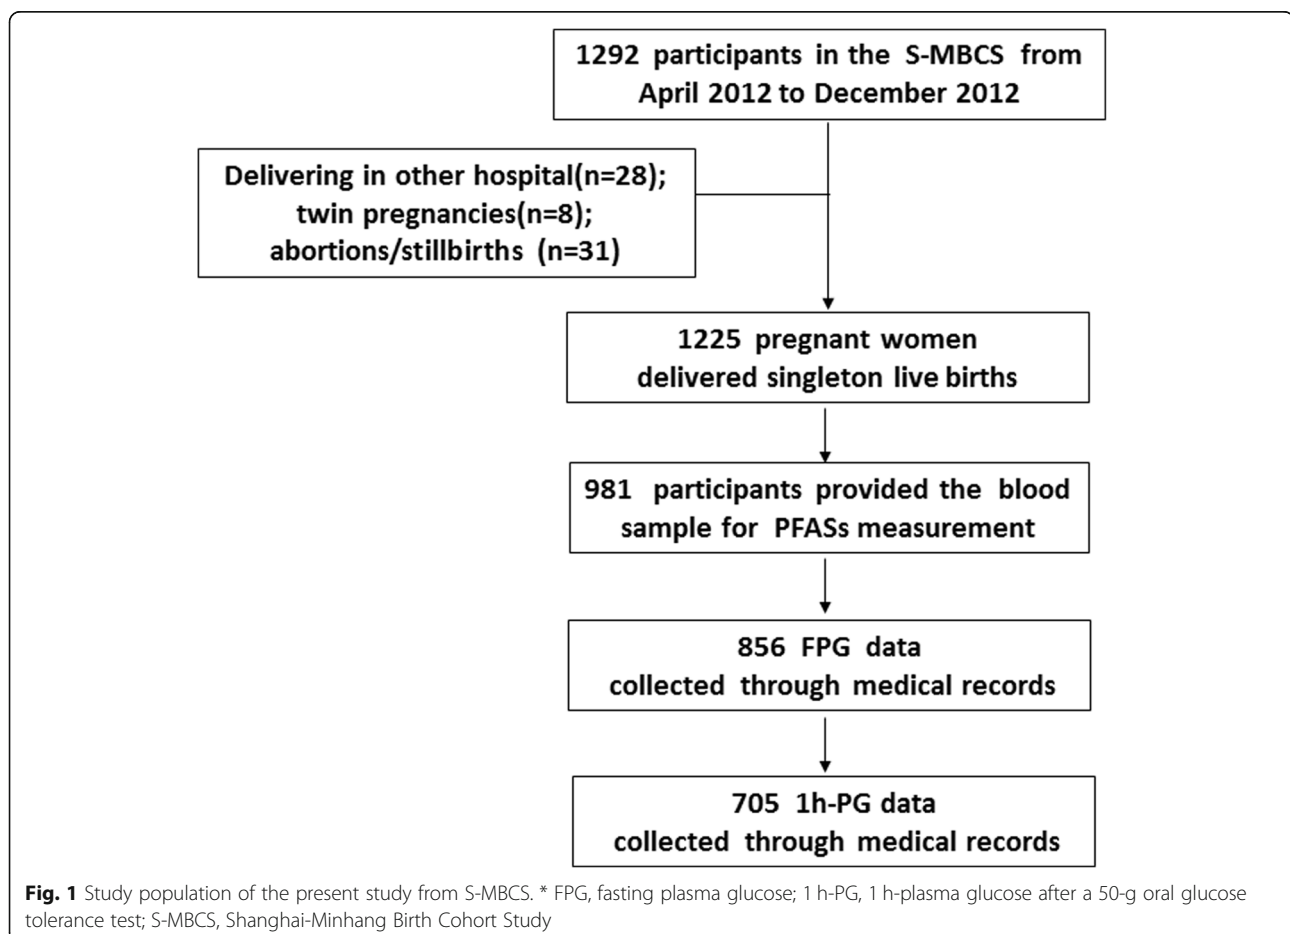 1292 participants in the S-MBCS from
April 2012 to December 2012
Delivering in other hospital(n=28);
twin pregnancies(n=8);
abortions/stillbirths (n=31)
1225 pregnant women
delivered singleton live births
981 participants provided the blood
sample for PFASs measurement
856 FPG data
collected through medical records
705 1h-PG data
collected through medical records
Fig. 1 Study population of the present study from S-MBCS. * FPG, fasting plasma glucose; 1 h-PG, 1 h-plasma glucose after a 50-g oral glucose
tolerance test; S-MBCS, Shanghai-Minhang Birth Cohort Study